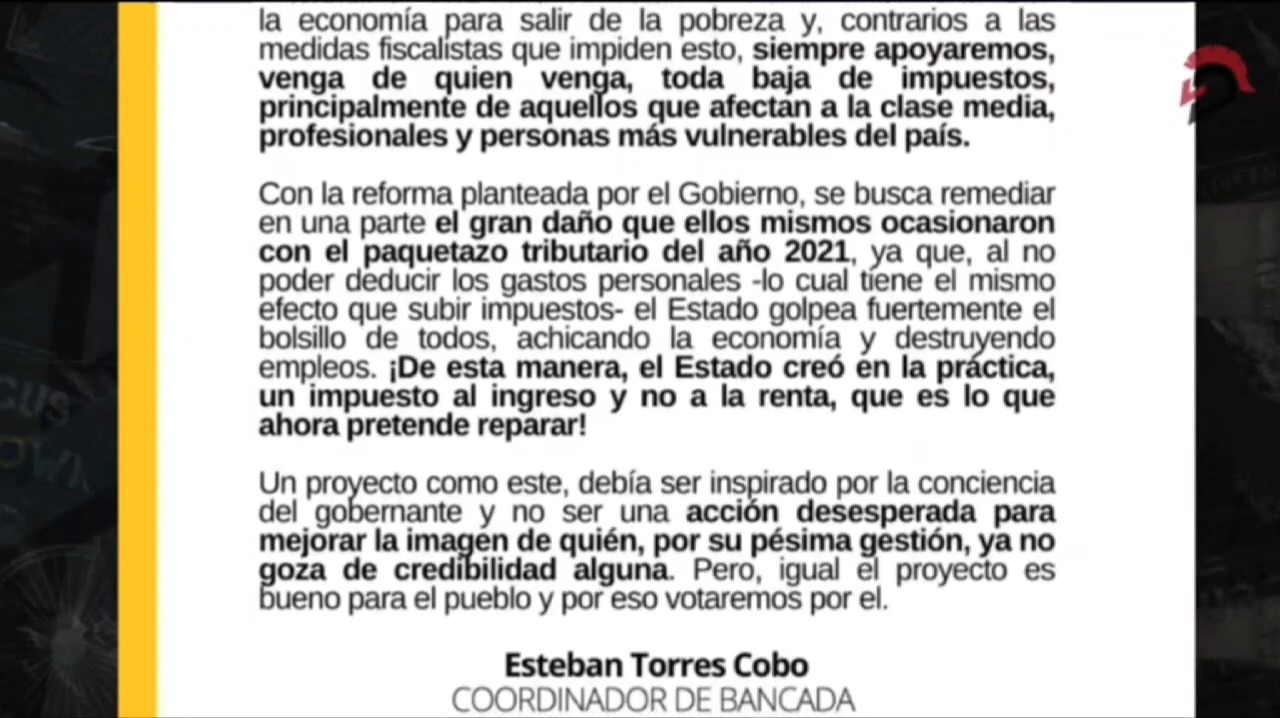 la economía para salir de la pobreza y, contrarios a las
medidas fiscalistas que impiden esto, siempre apoyaremos,
venga de quien venga, toda baja de impuestos,
principalmente de aquellos que afectan a la clase media,
profesionales y personas más vulnerables del país.
Con la reforma planteada por el Gobierno, se busca remediar
en una parte el gran daño que ellos mismos ocasionaron
con el paquetazo tributario del año 2021, ya que, al no
poder deducir los gastos personales -lo cual tiene el mismo
efecto que subir impuestos- el Estado golpea fuertemente el
bolsillo de todos, achicando la economía y destruyendo
empleos. ¡De esta manera, el Estado creó en la práctica,
un impuesto al ingreso y no a la renta, que es lo que
ahora pretende reparar!
Un proyecto como este, debía ser inspirado por la conciencia
del gobernante y no ser una acción desesperada para
mejorar la imagen de quién, por su pésima gestión, ya no
goza de credibilidad alguna. Pero, igual el proyecto es
bueno para el pueblo y por eso votaremos por el.
Esteban Torres Cobo
COORDINADOR DE BANCADA